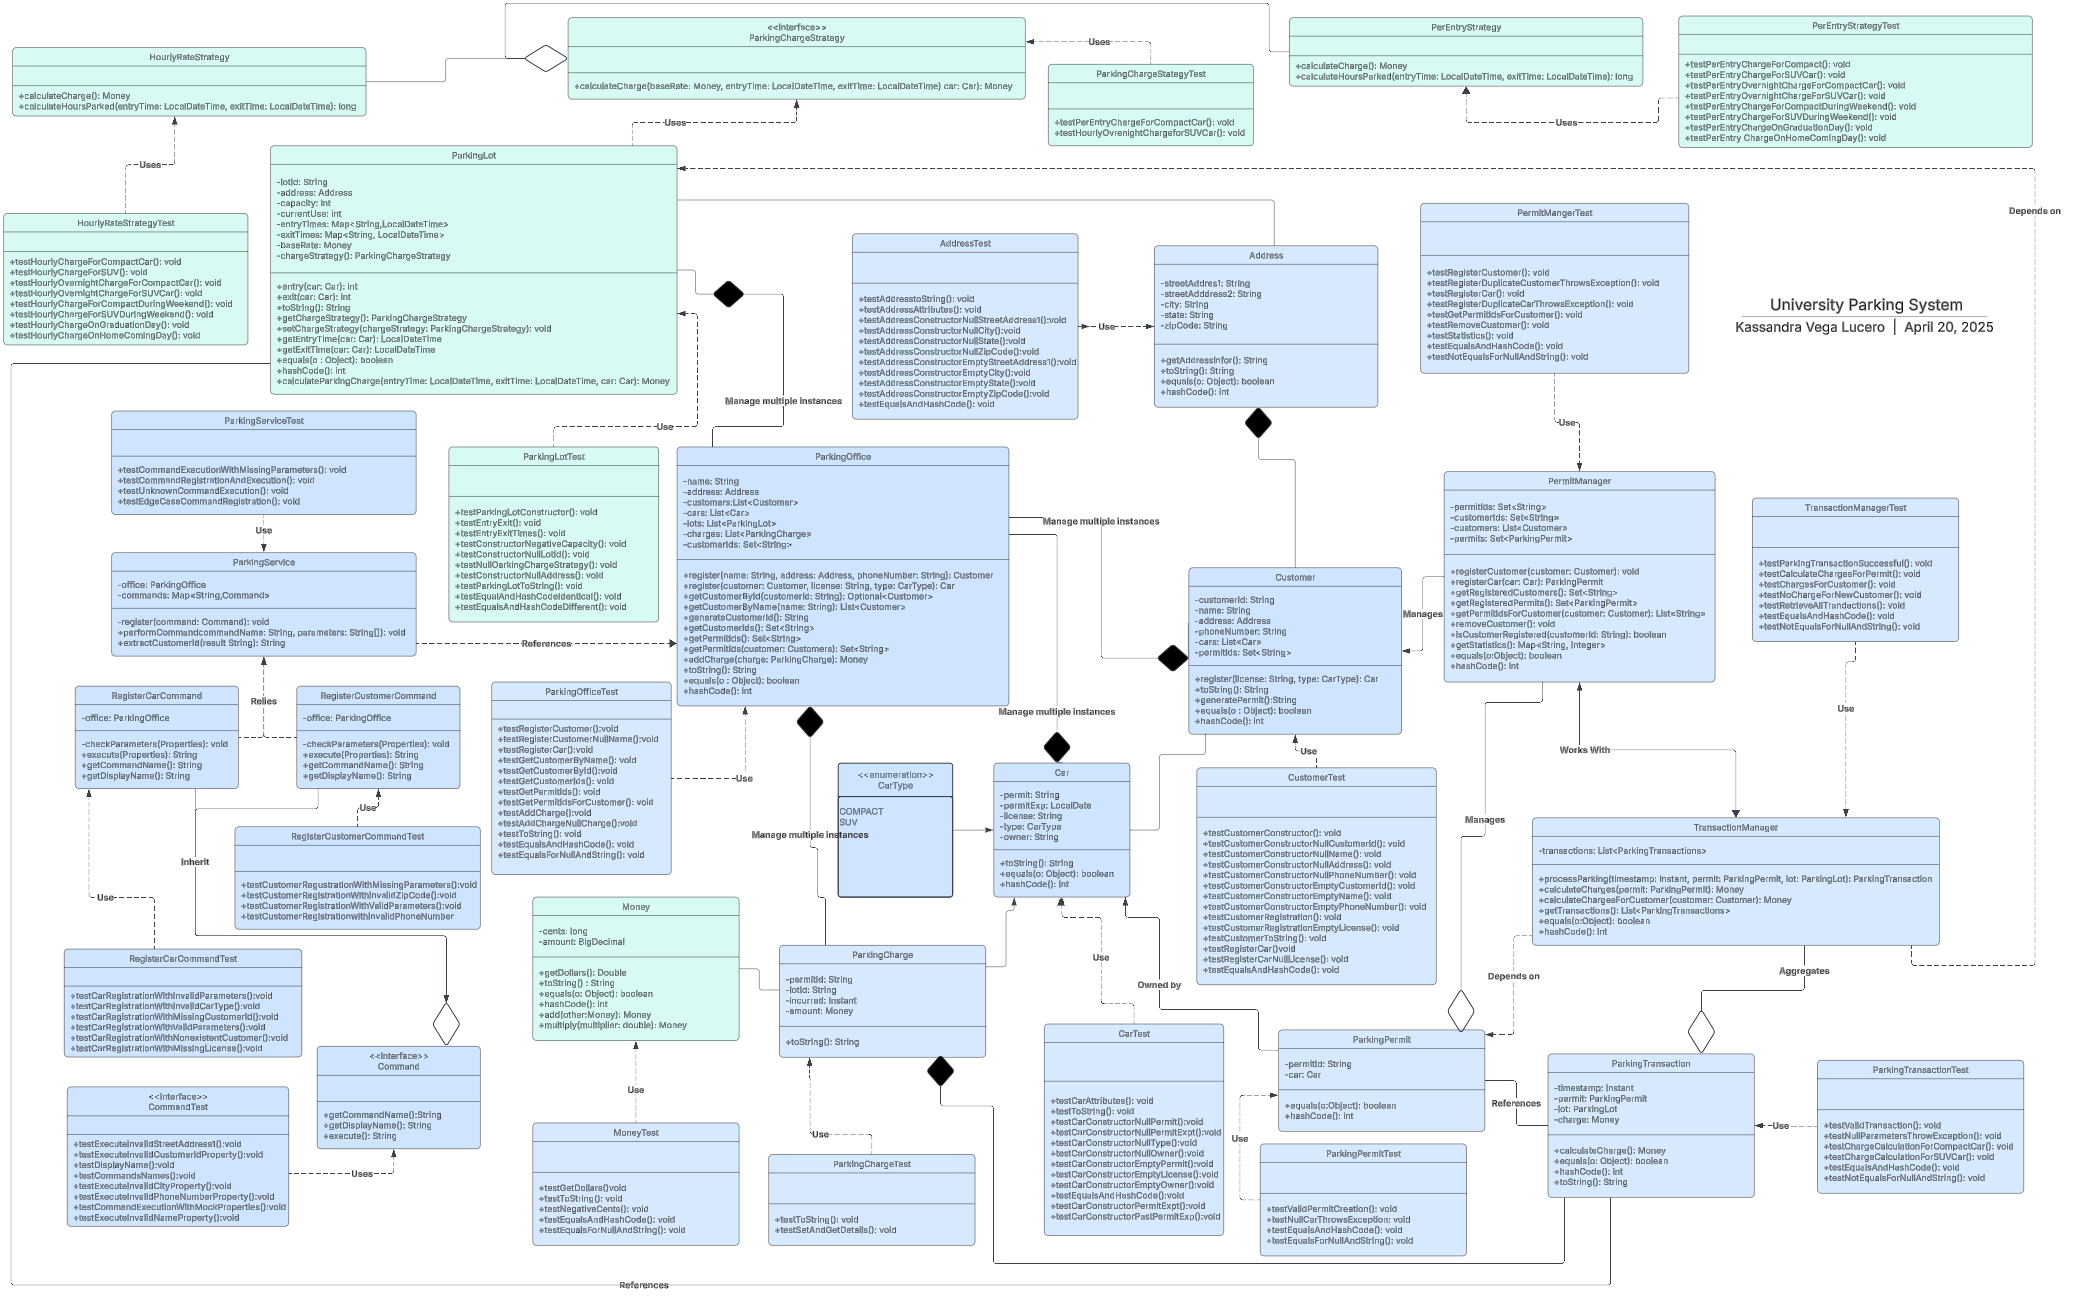 <<Interface>>
ParkingChargeStrategy
+calculateCharge(baseRate: Money, entryTime: LocalDateTime, exitTime: LocalDateTime) car: Car): Money
PerEntryStrategy
+calculateCharge(): Money
+calculateHoursParked(entryTime: LocalDateTime, exitTime: LocalDateTime): long
PerEntryStrategyTest
+testPerEntryChargeForCompact(): void
+testPerEntryChargeForSUVCar(): void
+testPerEntryOvernightChargeForCompactCar(): void
+testPerEntryOvernightChargeForSUVCar(): void
+testPerEntryChargeForCompactDuringWeekend(): void
+testPerEntryChargeForSUVDuringWeekend(): void
+testPerEntryChargeOnGraduationDay(): void
+testPerEntry ChargeOnHomeComingDay(): void
HourlyRateStrategy
+calculateCharge(): Money
+calculateHoursParked(entryTime: LocalDateTime, exitTime: LocalDateTime): long
Uses
ParkingChargeStategyTest
+testPerEntryChargeForCompactCar(): void
+testHourlyOvrenightChargeforSUVCar(): void
Uses
Uses
Uses
ParkingLot
-lotId: String
-address: Address
-capacity: int
-currentUse: int
-entryTimes: Map<String,LocalDateTime>
-exitTimes: Map<String, LocalDateTime>
-baseRate: Money
-chargeStrategy(): ParkingChargeStrategy
+entry(car: Car): int
+exit(car: Car): int
+toString(): String
+getChargeStrategy(): ParkingChargeStrategy
+setChargeStrategy(chargeStrategy: ParkingChargeStrategy): void
+getEntryTime(car: Car): LocalDateTime
+getExitTime(car: Car): LocalDateTime
+equals(o : Object): boolean
+hashCode(): int
+calculateParkingCharge(entryTime: LocalDateTime, exitTime: LocalDateTime, car: Car): Money
HourlyRateStrategyTest
+testHourlyChargeForCompactCar(): void
+testHourlyChargeForSUV(): void
+testHourlyOvernightChargeForCompactCar(): void
+testHourlyOvernightChargeForSUVCar(): void
+testHourlyChargeForCompactDuringWeekend(): void
+testHourlyChargeForSUVDuringWeekend(): void
+testHourlyChargeOnGraduationDay(): void
+testHourlyChargeOnHomeComingDay(): void
Depends on
PermitMangerTest
+testRegisterCustomer(): void
+testRegisterDuplicateCustomerThrowsException(): void
+testRegisterCar(): void
+testRegisterDuplicateCarThrowsException(): void
+testGetPermitIdsForCustomer(): void
+testRemoveCustomer(): void
+testStatistics(): void
+testEqualsAndHashCode(): void
+testNotEqualsForNullAndString(): void
AddressTest
+testAddresstoString(): void
+testAddressAttributes(): void
+testAddressConstructorNullStreetAddress1():void
+testAddressConstructorNullCity():void
+testAddressConstructorNullState():void
+testAddressConstructorNullZipCode(): void
+testAddressConstructorEmptyStreetAddress1():void
+testAddressConstructorEmptyCity(): void
+testAddressConstructorEmptyState(): void
+testAddressConstructorEmptyZipCode(): void
+testEqualsAndHashCode(): void
Use
Address
-streetAddres1: String
-streetAdddress2: String
-city: String
-state: String
-zipCode: String
+getAddressInfor(): String
+toString(): String
+equals(o: Object): boolean
+hashCode(): int
University Parking System
Kassandra Vega Lucero | April 20, 2025
Manage multiple instances
Use
Use
ParkingServiceTest
+testCommandExecutionWithMissingParameters(): void
+testCommandRegistrationAndExecution(): void
+testUnknownCommandExecution(): void
+testEdgeCaseCommandRegistration(): void
Use
ParkingLotTest
+testParkingLotConstructor(): void
+testEntryExit(): void
+testEntryExitTimes(): void
+testConstructorNegativeCapacity(): void
+testConstructorNullLotId(): void
+testNullOarkingChargeStrategy(): void
+testConstructorNullAddress(): void
+testParkingLotToString(): void
+testEqualAndHashCodeIdentical(): void
+testEqualsAndHashCodeDifferent(): void
ParkingOffice
-name: String
-address: Address
-customers:List<Customer>
-cars: List<Car>
-lots: List<ParkingLot>
-charges: List<ParkingCharge>
-customerIds: Set<String>
+register(name: String, address: Address, phoneNumber: String): Customer
+register(customer: Customer, license: String, type: CarType): Car
+getCustomerById(customerId: String): Optional<Customer>
+getCustomerByName(name: String): List<Customer>
+generateCustomerId(): String
+getCustomerIds(): Set<String>
+getPermitIds(): Set<String>
+getPermitIds(customer: Customers): Set<String>
+addCharge(charge: ParkingCharge): Money
+toString(): String
+equals(o : Object): boolean
+hashCode(): int
Manage multiple instances
PermitManager
-permitIds: Set<String>
-customerIds: Set<String>
-customers: List<Customer>
-permits: Set<ParkingPermit>
+registerCustomer(customer: Customer): void
+registerCar(car: Car): ParkingPermit
+getRegisteredCustomers(): Set<String>
+getRegisteredPermits(): Set<ParkingPermit>
+getPermitIdsForCustomer(customer: Customer): List<String>
+removeCustomer(): void
+isCustomerRegistered(customerId: String): boolean
+getStatistics(): Map<String, Integer>
+equals(o:Object): boolean
+hashCode(): int
TransactionManagerTest
+testParkingTransactionSuccessful(): void
+testCalculateChargesForPermit(): void
+testChargesForCustomer(): void
+testNoChargeForNewCustomer(): void
+testRetrieveAllTrandactions(): void
+testEqualsAndHashCode(): void
+testNotEqualsForNullAndString(): void
ParkingService
-office: ParkingOffice
-commands: Map<String,Command>
-register(command: Command): void
+performCommandcommandName: String, parameters: String[]): void
+extractCustomerId(result String): String
References
Customer
-customerId: String
-name: String
-address: Address
-phoneNumber: String
-cars: List<Car>
-permitIds: Set<String>
+register(license: String, type: CarType): Car
+toString(): String
+generatePermit():String
+equals(o : Object): boolean
+hashCode(): int
Manages
RegisterCarCommand
-office: ParkingOffice
-checkParameters(Properties): void
+execute(Properties): String
+getCommandName(): String
+getDisplayName(): String
Relies
RegisterCustomerCommand
-office: ParkingOffice
-checkParameters(Properties): void
+execute(Properties): String
+getCommandName(): String
+getDisplayName(): String
ParkingOfficeTest
+testRegisterCustomer():void
+testRegisterCustomerNullName():void
+testRegisterCar():void
+testGetCustomerByName(): void
+testGetCustomerById():void
+testGetCustomerIds(): void
+testGetPermitIds(): void
+testGetPermitIdsForCustomer(): void
+testAddCharge():void
+testAddChargeNullCharge():void
+testToString(): void
+testEqualsAndHashCode(): void
+testEqualsForNullAndString(): void
Use
Manage multiple instances
Use
Works With
Use
<<enumeration>>
CarType
COMPACT
SUV
Manage multiple instances
Car
-permit: String
-permitExp: LocalDate
-license: String
-type: CarType
-owner: String
+toString(): String
+equals(o: Object): boolean
+hashCode(): int
CustomerTest
+testCustomerConstructor(): void
+testCustomerConstructorNullCustomerId(): void
+testCustomerConstructorNullName(): void
+testCustomerConstructorNullAddress(): void
+testCustomerConstructorNullPhoneNumber(): void
+testCustomerConstructorEmptyCustomerId(): void
+testCustomerConstructorEmptyName(): void
+testCustomerConstructorEmptyPhoneNumber(): void
+testCustomerRegistration(): void
+testCustomerRegistrationEmptyLicense(): void
+testCustomerToString(): void
+testRegisterCar()void
+testRegisterCarNullLicense(): void
+testEqualsAndHashCode(): void
Manages
TransactionManager
-transactions: List<ParkingTransactions>
+processParking(timestamp: Instant, permit: ParkingPermit, lot: ParkingLot): ParkingTransaction
+calculateCharges(permit: ParkingPermit): Money
+calculateChargesForCustomer(customer: Customer): Money
+getTransactions(): List<ParkingTransactions>
+equals(o:Object): boolean
+hashCode(): int
Use
RegisterCustomerCommandTest
+testCustomerRegustrationWithMissingParameters():void
+testCustomerRegistrationWithInvalidZipCode(): void
+testCustomerRegistrationWithValidParameters(): void
+testCustomerRegistrationwithInvalidPhoneNumber
Inherit
Use
RegisterCarCommandTest
+testCarRegistrationWithInvalidParameters():void
+testCarRegistrationWithInvalidCarType(): void
+testCarRegistrationWithMissingCustomerId(): void
+testCarRegistrationWithValidParameters(): void
+testCarRegistrationWithNonexistentCustomer(): void
+testCarRegistrationWithMissingLicense(): void
Money
-cents: long
-amount: BigDecimal
+getDollars(): Double
+toString() : String
+equals(o: Object): boolean
+hashCode(): int
+add(other:Money): Money
+multiply(multiplier: double): Money
ParkingCharge
-permitId: String
-lotId: String
-incurred: Instant
-amount: Money
+toString(): String
Use
Owned by
Depends on
Aggregates
<<Interface>>
Command
+getCommandName():String
+getDisplayName(): String
+execute(): String
<<Interface>>
CommandTest
+testExecuteInvalidStreetAddress1(): void
+testExecuteInvalidCustomerIdProperty(): void
+testDisplayName(): void
+testCommandsNames():void
+testExecuteInvalidCityProperty(): void
+testExecuteInvalidPhoneNumberProperty(): void
+testCommandExecutionWithMockProperties(): void
+testExecuteInvalidNameProperty(): void
Uses
Use
MoneyTest
+testGetDollars()void
+testToString(): void
+testNegativeCents(): void
+testEqualsAndHashCode(): void
+testEqualsForNullAndString(): void
Use
ParkingChargeTest
+testToString(): void
+testSetAndGetDetails(): void
CarTest
+testCarAttributes(): void
+testToString(): void
+testCarConstructorNullPermit(): void
+testCarConstructorNullPermitExpt(): void
+testCarConstructorNullType(): void
+testCarConstructorNullOwner(): void
+testCarConstructorEmptyPermit(): void
+testCarConstructorEmptyLicense(): void
+testCarConstructorEmptyOwner(): void
+testEqualsAndHashCode(): void
+testCarConstructorPermitExpt(): void
+testCarConstructorPastPermitExp():void
ParkingPermit
-permitId: String
-car: Car
+equals(o:Object): boolean
+hashCode(): int
Use
References
ParkingPermitTest
+testValidPermitCreation(): void
+testNullCarThrowsException: void
+testEqualsAndHashCode(): void
+testEqualsForNullAndString(): void
ParkingTransaction
-timestamp: Instant
-permit: ParkingPermit
-lot: ParkingLot
-charge: Money
+calculateCharge(): Money
+equals(o: Object): boolean
+hashCode(): int
+toString(): String
Use
ParkingTransactionTest
+testValidTransaction(): void
+testNullParametersThrowException(): void
+testChargeCalculationForCompactCar(): void
+testChargeCalculationForSUVCar(): void
+testEqualsAndHashCode(): void
+testNotEqualsForNullAndString(): void
References